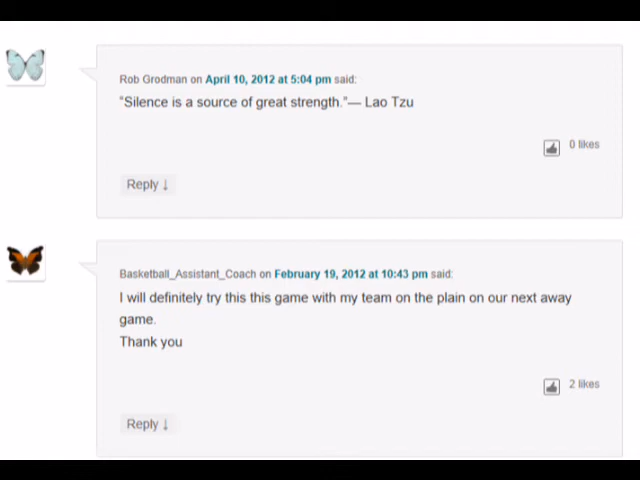 Rob Grodman on April 10, 2012 at 5:04 pm said:
"Silence is a source of great strength."— Lao Tzu
0 likes
Reply ↓
Basketball_Assistant_Coach on February 19, 2012 at 10:43 pm said:
I will definitely try this this game with my team on the plain on our next away
game.
Thank you
2 likes
Reply ↓